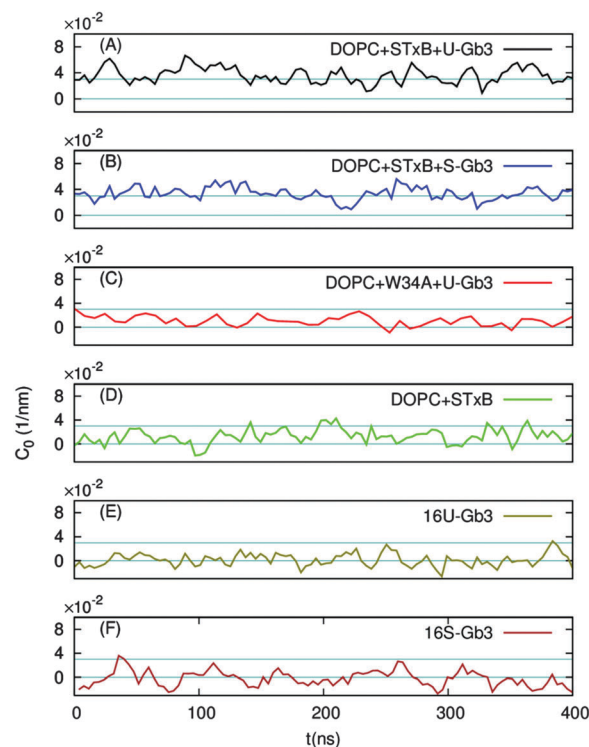 ×10⁻²
8
4
0
(A)
DOPC+STxB+U-Gb3
×10⁻²
8
4
0
(B)
DOPC+STxB+S-Gb3
×10⁻²
8
4
0
(C)
DOPC+W34A+U-Gb3
×10⁻²
8
4
0
(D)
DOPC+STxB
×10⁻²
8
4
0
(E)
16U-Gb3
×10⁻²
8
4
0
(F)
16S-Gb3
C₀ (1/nm)
0 100 200 300 400
t(ns)